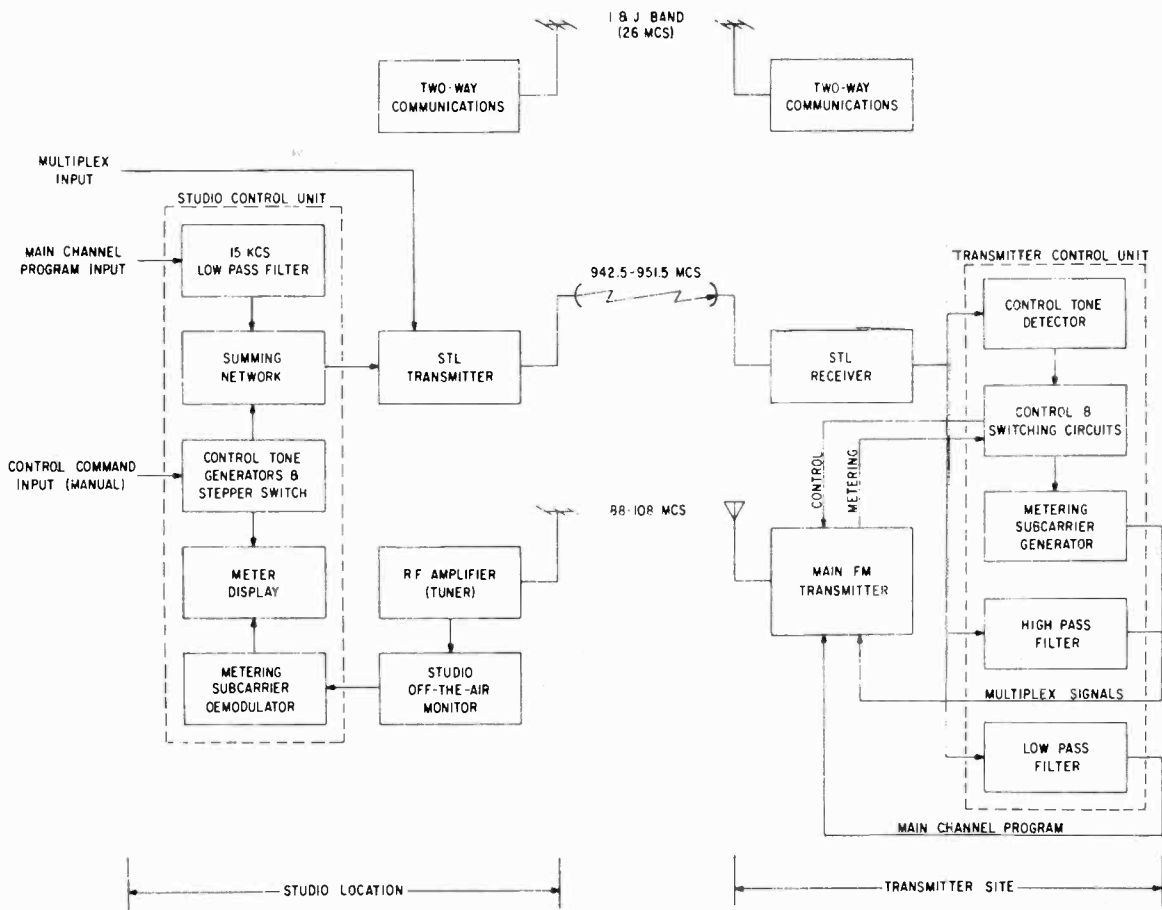 I & J BAND
(26 MCS)
TWO-WAY
COMMUNICATIONS
TWO-WAY
COMMUNICATIONS
MULTIPLEX
INPUT
STUDIO CONTROL UNIT
MAIN CHANNEL
PROGRAM INPUT
15 KCS
LOW PASS FILTER
SUMMING
NETWORK
STL
TRANSMITTER
942.5-951.5 MCS
STL
RECEIVER
TRANSMITTER CONTROL UNIT
CONTROL TONE
DETECTOR
CONTROL 8
SWITCHING CIRCUITS
CONTROL COMMAND
INPUT (MANUAL)
CONTROL TONE
GENERATORS 8
STEPPER SWITCH
CONTROL
METERING
METERING
SUBCARRIER
GENERATOR
METER
DISPLAY
RF AMPLIFIER
(TUNER)
88-108 MCS
MAIN FM
TRANSMITTER
HIGH PASS
FILTER
METERING
SUBCARRIER
DEMODULATOR
STUDIO
OFF-THE-AIR
MONITOR
MULTIPLEX SIGNALS
LOW PASS
FILTER
MAIN CHANNEL PROGRAM
STUDIO LOCATION
TRANSMITTER SITE